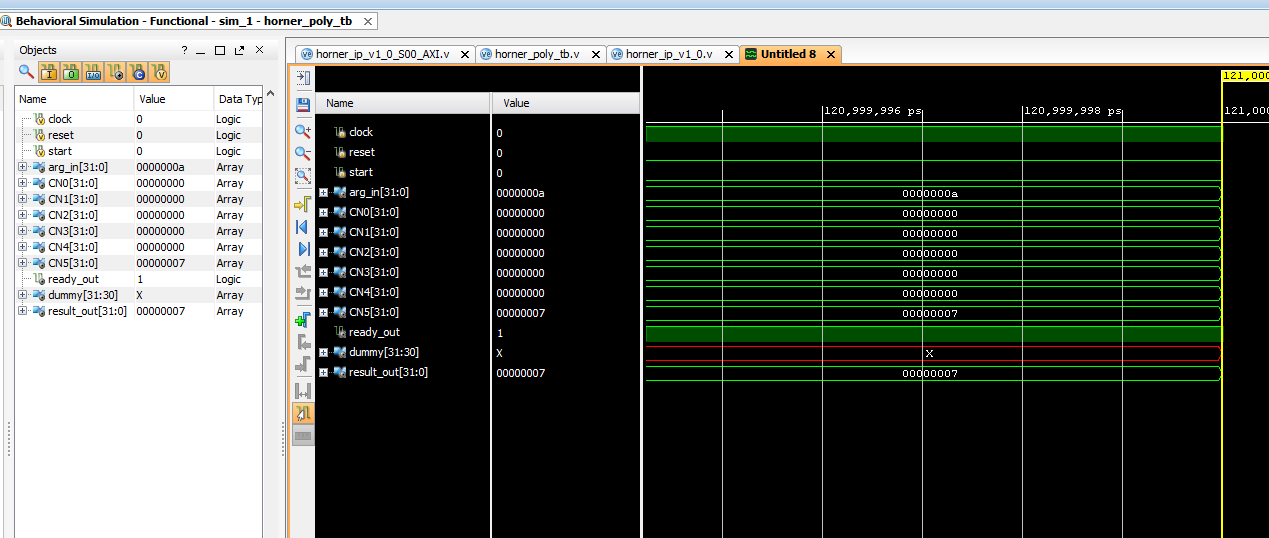 Behavioral Simulation - Functional - sim_1 - horner_poly_tb
Objects
Name Value Data Typ
clock 0 Logic
reset 0 Logic
start 0 Logic
arg_in[31:0] 0000000a Array
CN0[31:0] 00000000 Array
CN1[31:0] 00000000 Array
CN2[31:0] 00000000 Array
CN3[31:0] 00000000 Array
CN4[31:0] 00000000 Array
CN5[31:0] 00000007 Array
ready_out 1 Logic
dummy[31:30] X Array
result_out[31:0] 00000007 Array
horner_ip_v1_0_S00_AXI.v horner_poly_tb.v horner_ip_v1_0.v Untitled 8
121,000
Name Value 120,999,996 ps 120,999,998 ps 121,000
clock 0
reset 0
start 0
arg_in[31:0] 0000000a 0000000a
CN0[31:0] 00000000 00000000
CN1[31:0] 00000000 00000000
CN2[31:0] 00000000 00000000
CN3[31:0] 00000000 00000000
CN4[31:0] 00000000 00000000
CN5[31:0] 00000007 00000007
ready_out 1
dummy[31:30] X X
result_out[31:0] 00000007 00000007